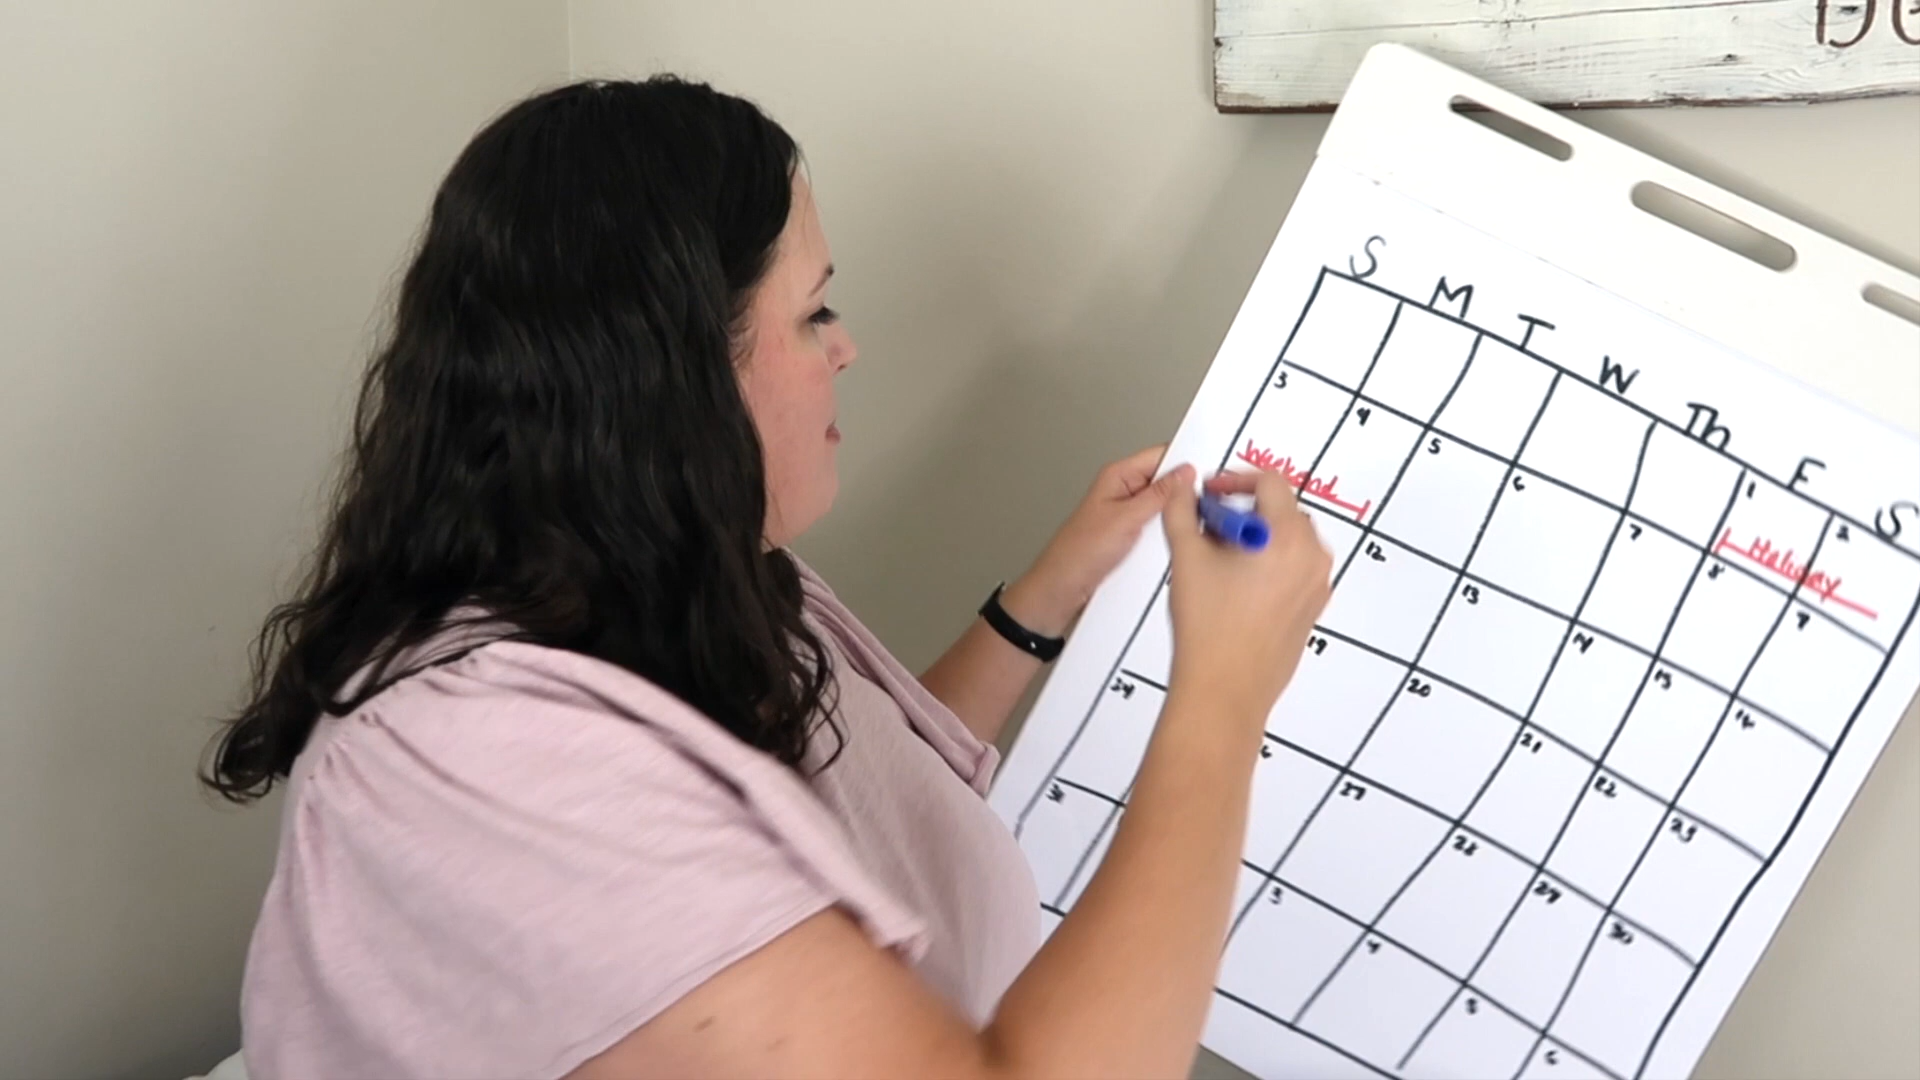 DO
S M T W Th F S
1 2
Holiday
3 4 5 6 7 8 9
Weekend
12 13 14 15 16
19 20 21 22 23
24 27 28 29 30
31 3 4 5 6